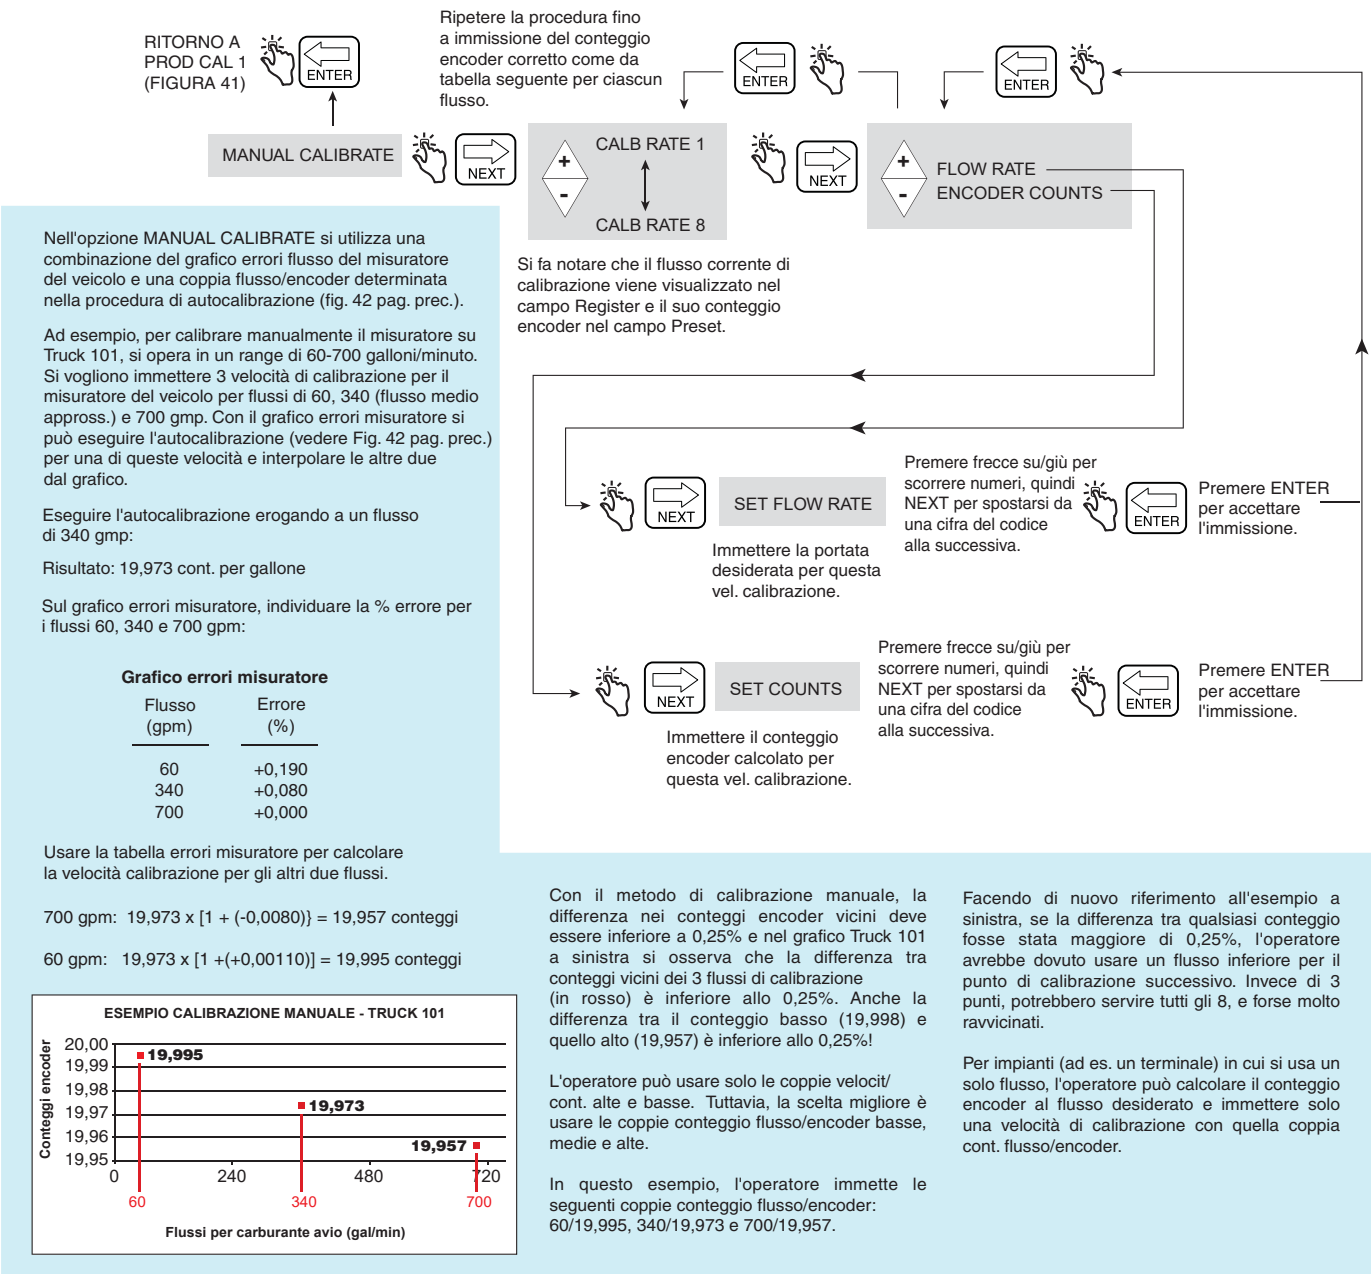 RITORNO A
PROD CAL 1
(FIGURA 41)
ENTER
Ripetere la procedura fino
a immissione del conteggio
encoder corretto come da
tabella seguente per ciascun
flusso.
ENTER
ENTER
MANUAL CALIBRATE
NEXT
+
-
CALB RATE 1
CALB RATE 8
NEXT
+
-
FLOW RATE
ENCODER COUNTS
Si fa notare che il flusso corrente di
calibrazione viene visualizzato nel
campo Register e il suo conteggio
encoder nel campo Preset.
NEXT
SET FLOW RATE
Immettere la portata
desiderata per questa
vel. calibrazione.
Premere frecce su/giù per
scorrere numeri, quindi
NEXT per spostarsi da
una cifra del codice
alla successiva.
ENTER
Premere ENTER
per accettare
l'immissione.
NEXT
SET COUNTS
Immettere il conteggio
encoder calcolato per
questa vel. calibrazione.
Premere frecce su/giù per
scorrere numeri, quindi
NEXT per spostarsi da
una cifra del codice
alla successiva.
ENTER
Premere ENTER
per accettare
l'immissione.
Nell'opzione MANUAL CALIBRATE si utilizza una
combinazione del grafico errori flusso del misuratore
del veicolo e una coppia flusso/encoder determinata
nella procedura di autocalibrazione (fig. 42 pag. prec.).
Ad esempio, per calibrare manualmente il misuratore su
Truck 101, si opera in un range di 60-700 galloni/minuto.
Si vogliono immettere 3 velocità di calibrazione per il
misuratore del veicolo per flussi di 60, 340 (flusso medio
appross.) e 700 gmp. Con il grafico errori misuratore si
può eseguire l'autocalibrazione (vedere Fig. 42 pag. prec.)
per una di queste velocità e interpolare le altre due
dal grafico.
Eseguire l'autocalibrazione erogando a un flusso
di 340 gmp:
Risultato: 19,973 cont. per gallone
Sul grafico errori misuratore, individuare la % errore per
i flussi 60, 340 e 700 gpm:
Grafico errori misuratore
Flusso Errore
(gpm) (%)
60 +0,190
340 +0,080
700 +0,000
Usare la tabella errori misuratore per calcolare
la velocità calibrazione per gli altri due flussi.
700 gpm: 19,973 x [1 + (-0,0080)} = 19,957 conteggi
60 gpm: 19,973 x [1 +(+0,00110)] = 19,995 conteggi
ESEMPIO CALIBRAZIONE MANUALE - TRUCK 101
Conteggi encoder
20,00
19,99
19,98
19,97
19,96
19,95
19,995
19,973
19,957
0 240 480 720
60 340 700
Flussi per carburante avio (gal/min)
Con il metodo di calibrazione manuale, la
differenza nei conteggi encoder vicini deve
essere inferiore a 0,25% e nel grafico Truck 101
a sinistra si osserva che la differenza tra
conteggi vicini dei 3 flussi di calibrazione
(in rosso) è inferiore allo 0,25%. Anche la
differenza tra il conteggio basso (19,998) e
quello alto (19,957) è inferiore allo 0,25%!
L'operatore può usare solo le coppie velocit/
cont. alte e basse. Tuttavia, la scelta migliore è
usare le coppie conteggio flusso/encoder basse,
medie e alte.
In questo esempio, l'operatore immette le
seguenti coppie conteggio flusso/encoder:
60/19,995, 340/19,973 e 700/19,957.
Facendo di nuovo riferimento all'esempio a
sinistra, se la differenza tra qualsiasi conteggio
fosse stata maggiore di 0,25%, l'operatore
avrebbe dovuto usare un flusso inferiore per il
punto di calibrazione successivo. Invece di 3
punti, potrebbero servire tutti gli 8, e forse molto
ravvicinati.
Per impianti (ad es. un terminale) in cui si usa un
solo flusso, l'operatore può calcolare il conteggio
encoder al flusso desiderato e immettere solo
una velocità di calibrazione con quella coppia
cont. flusso/encoder.